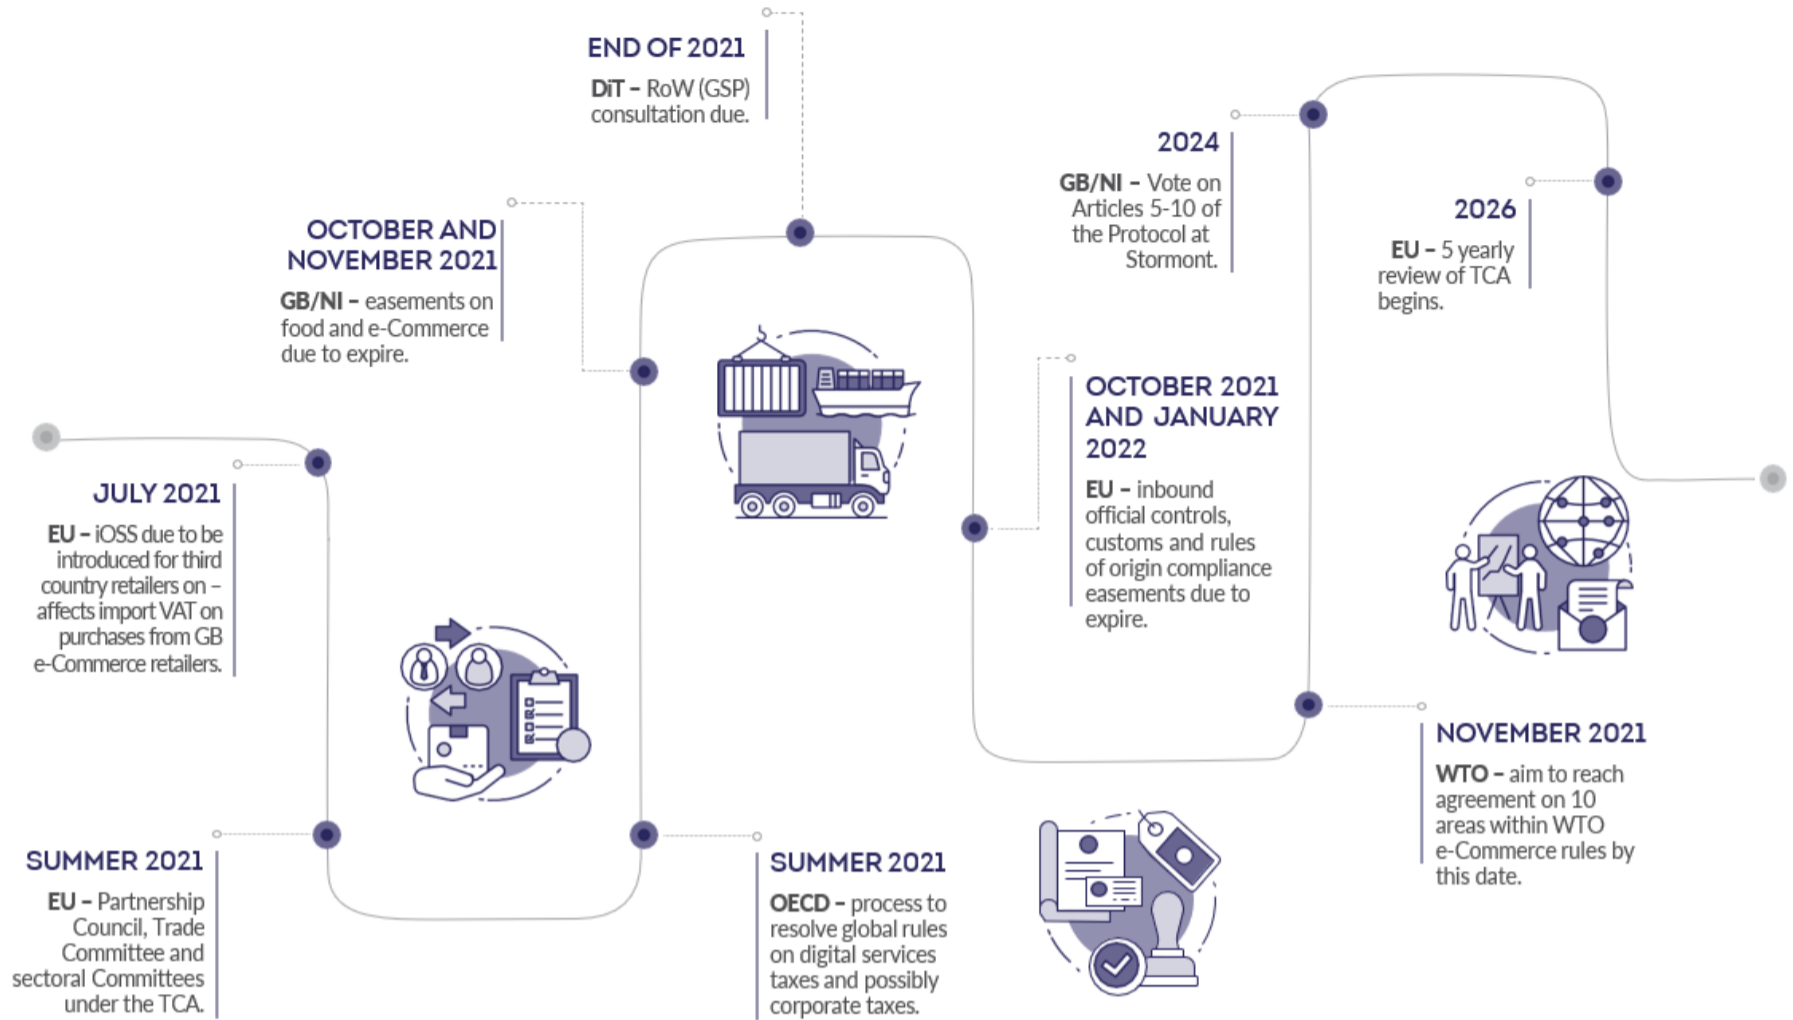 JULY 2021
EU – iOSS due to be
introduced for third
country retailers on –
affects import VAT on
purchases from GB
e-Commerce retailers.
SUMMER 2021
EU – Partnership
Council, Trade
Committee and
sectoral Committees
under the TCA.
SUMMER 2021
OECD – process to
resolve global rules
on digital services
taxes and possibly
corporate taxes.
OCTOBER AND
NOVEMBER 2021
GB/NI – easements on
food and e-Commerce
due to expire.
END OF 2021
DiT – RoW (GSP)
consultation due.
OCTOBER 2021
AND JANUARY
2022
EU – inbound
official controls,
customs and rules
of origin compliance
easements due to
expire.
NOVEMBER 2021
WTO – aim to reach
agreement on 10
areas within WTO
e-Commerce rules by
this date.
2024
GB/NI – Vote on
Articles 5-10 of
the Protocol at
Stormont.
2026
EU – 5 yearly
review of TCA
begins.